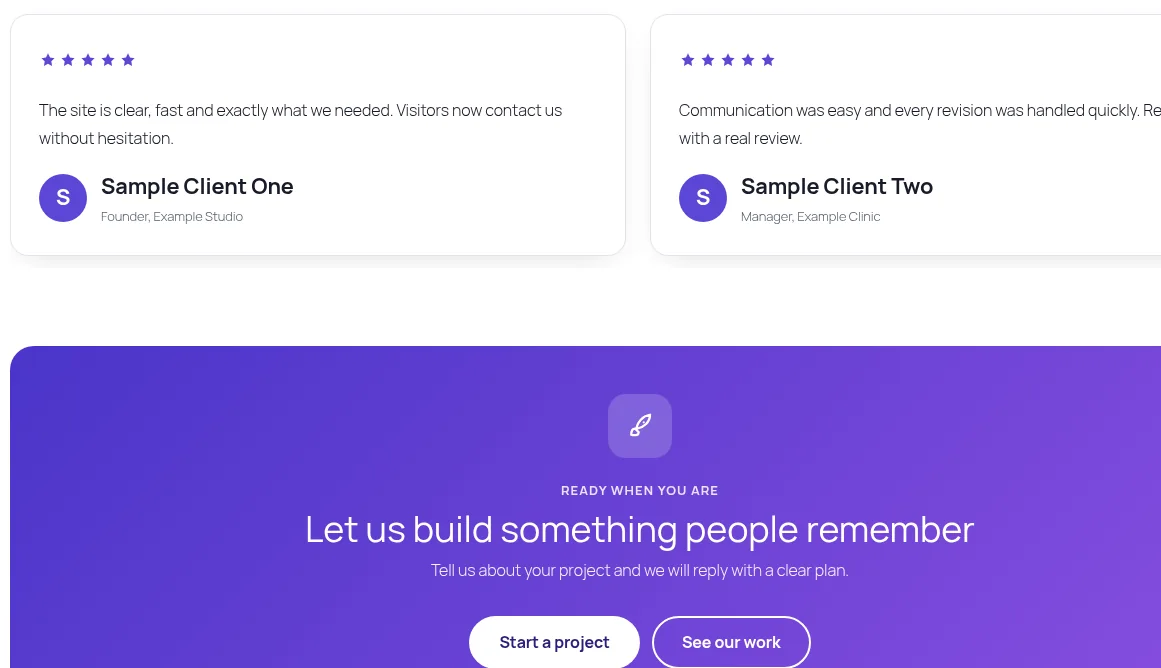 The site is clear, fast and exactly what we needed. Visitors now contact us
without hesitation.
S
Sample Client One
Founder, Example Studio
Communication was easy and every revision was handled quickly.
with a real review.
S
Sample Client Two
Manager, Example Clinic
READY WHEN YOU ARE
Let us build something people remember
Tell us about your project and we will reply with a clear plan.
Start a project
See our work